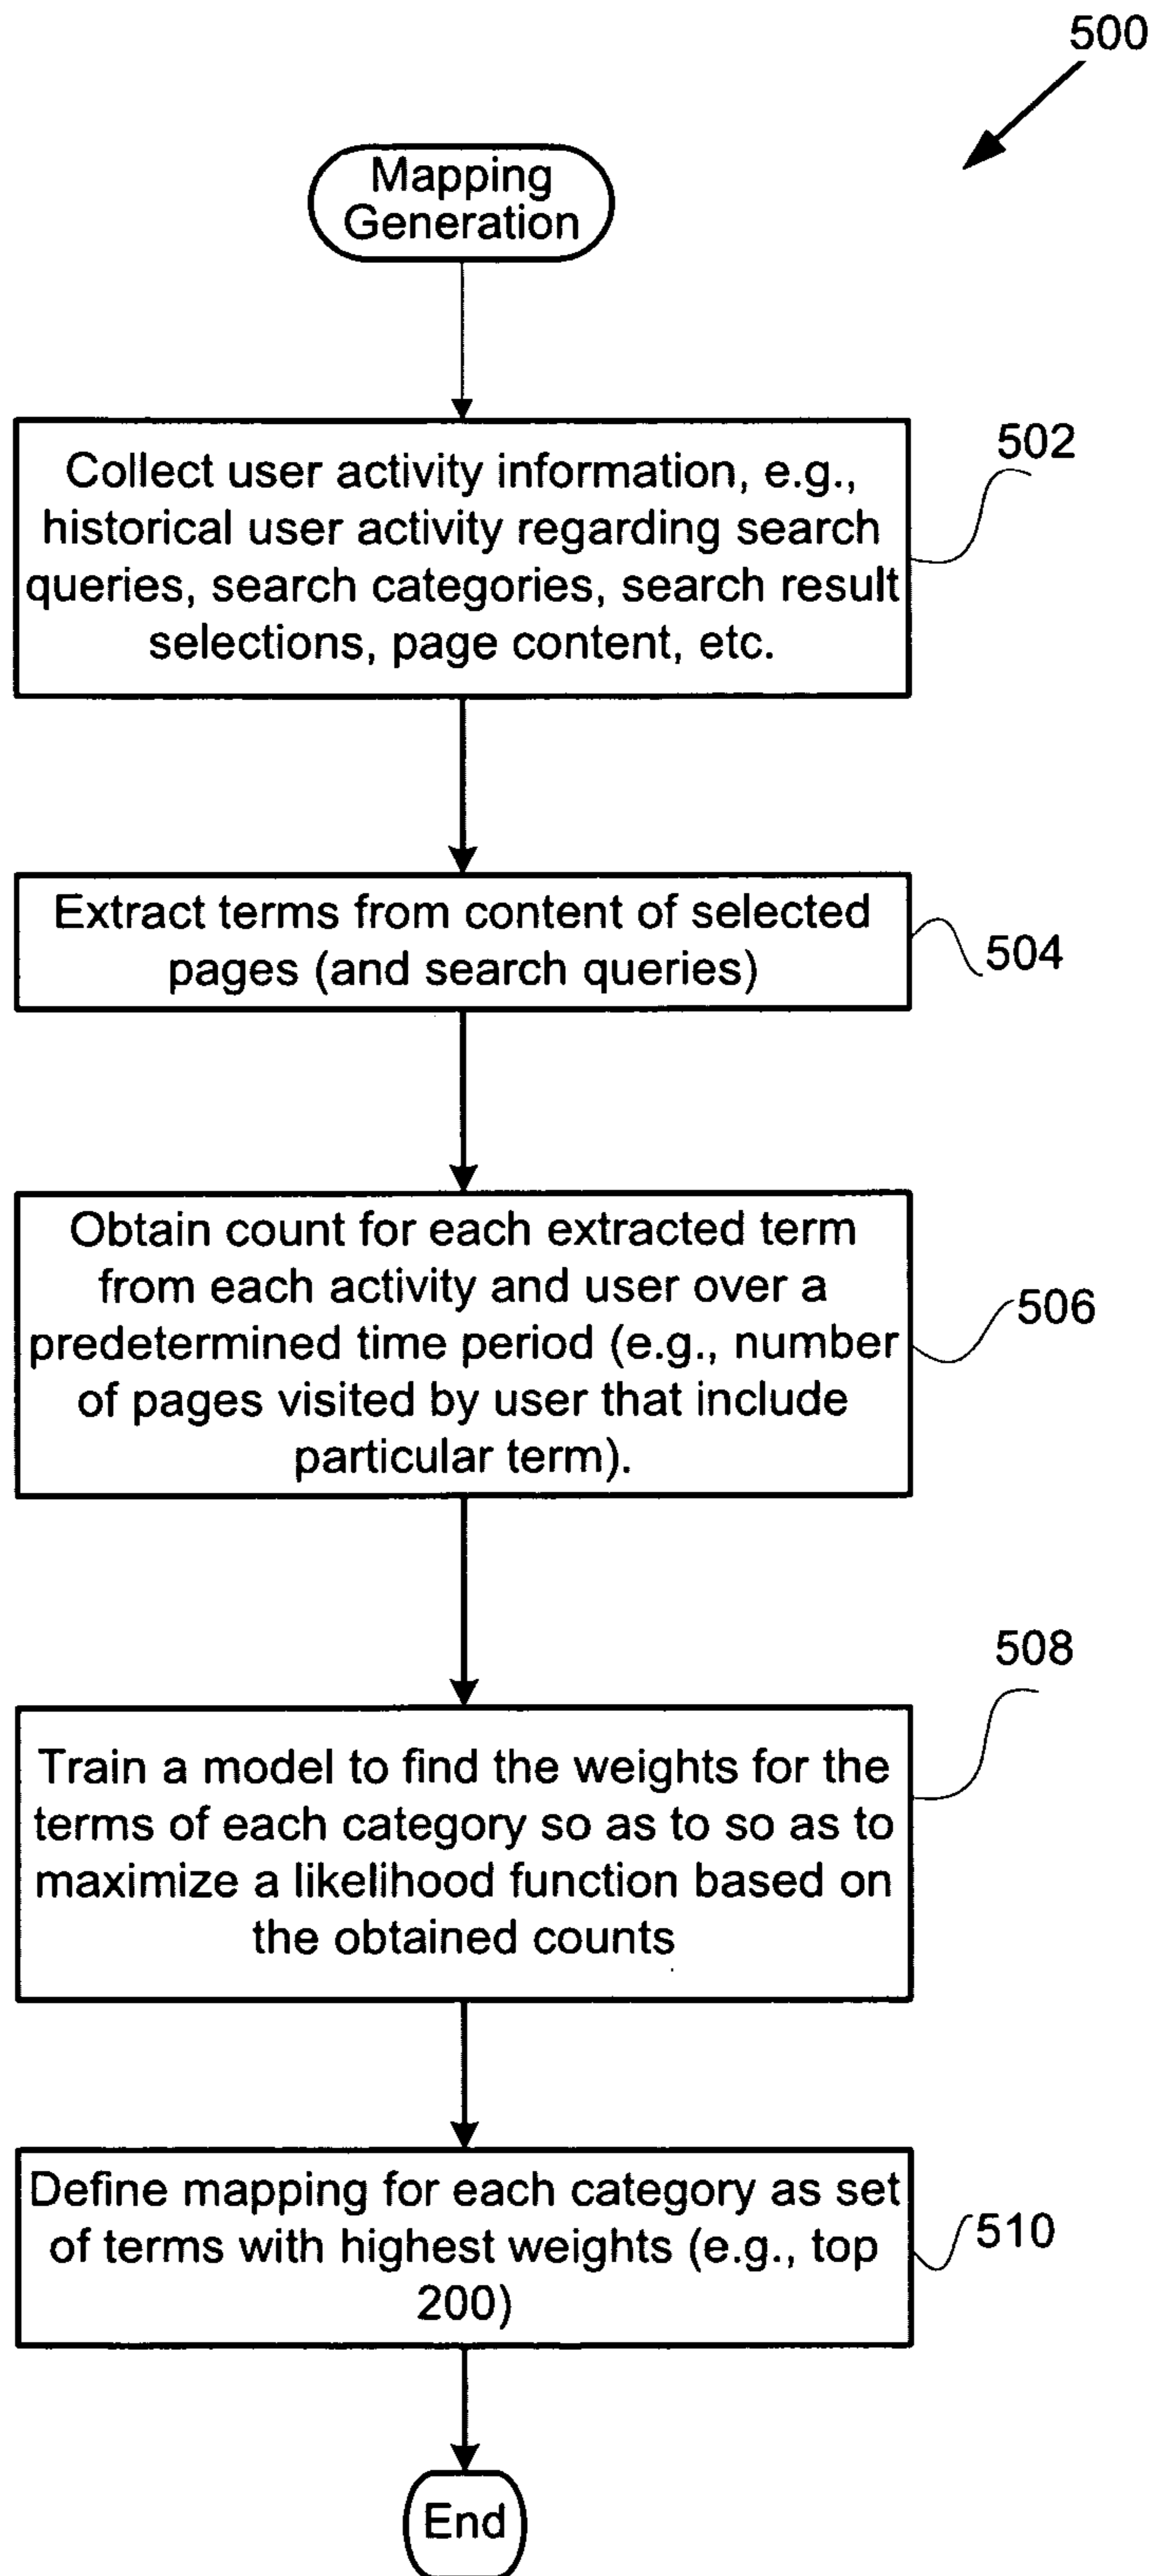 500
Mapping
Generation
502
Collect user activity information, e.g.,
historical user activity regarding search
queries, search categories, search result
selections, page content, etc.
Extract terms from content of selected
pages (and search queries)
504
Obtain count for each extracted term
from each activity and user over a
predetermined time period (e.g., number
of pages visited by user that include
particular term).
506
508
Train a model to find the weights for the
terms of each category so as to so as to
maximize a likelihood function based on
the obtained counts
Define mapping for each category as set
of terms with highest weights (e.g., top
200)
510
End